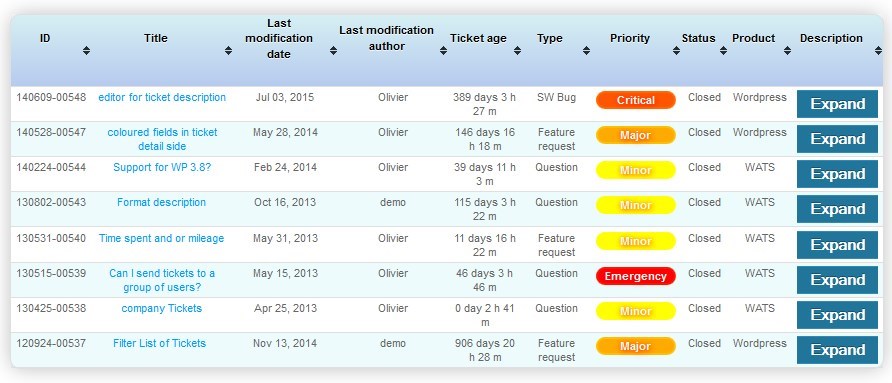 ID Title Last modification date Last modification author Ticket age Type Priority Status Product Description
140609-00548 editor for ticket description Jul 03, 2015 Olivier 389 days 3 h 27 m SW Bug Critical Closed Wordpress Expand
140528-00547 coloured fields in ticket detail side May 28, 2014 Olivier 146 days 16 h 18 m Feature request Major Closed Wordpress Expand
140224-00544 Support for WP 3.8? Feb 24, 2014 Olivier 39 days 11 h 3 m Question Minor Closed WATS Expand
130802-00543 Format description Oct 16, 2013 demo 115 days 3 h 22 m Question Minor Closed WATS Expand
130531-00540 Time spent and or mileage May 31, 2013 Olivier 11 days 16 h 22 m Feature request Minor Closed WATS Expand
130515-00539 Can I send tickets to a group of users? May 15, 2013 Olivier 46 days 3 h 46 m Question Emergency Closed WATS Expand
130425-00538 company Tickets Apr 25, 2013 Olivier 0 day 2 h 41 m Question Minor Closed WATS Expand
120924-00537 Filter List of Tickets Nov 13, 2014 demo 906 days 20 h 28 m Feature request Major Closed Wordpress Expand